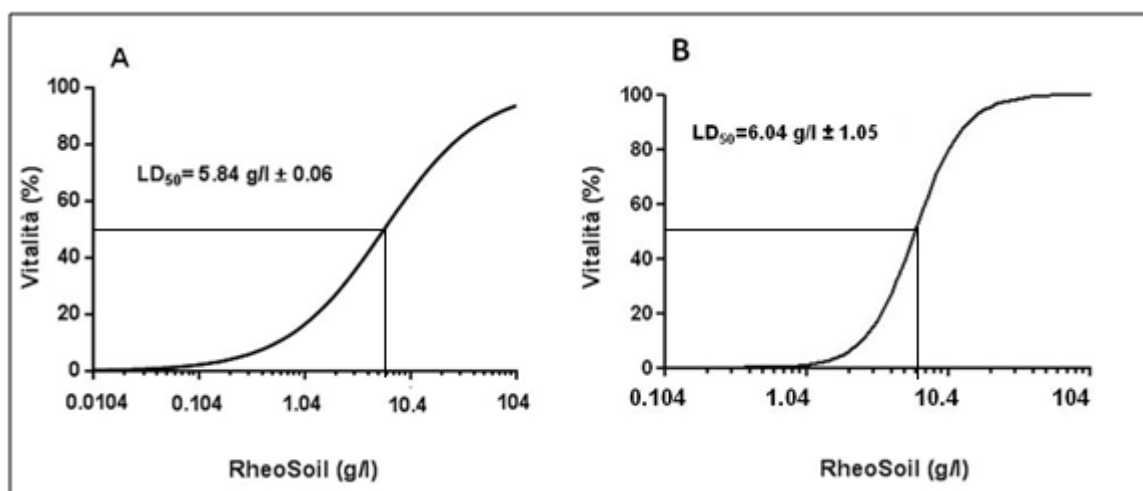 A
Vitalità (%)
100
80
60
40
20
0
LD₅₀= 5.84 g/l ± 0.06
0.0104 0.104 1.04 10.4 104
RheoSoil (g/l)
B
Vitalità (%)
100
80
60
40
20
0
LD₅₀=6.04 g/l ± 1.05
0.104 1.04 10.4 104
RheoSoil (g/l)